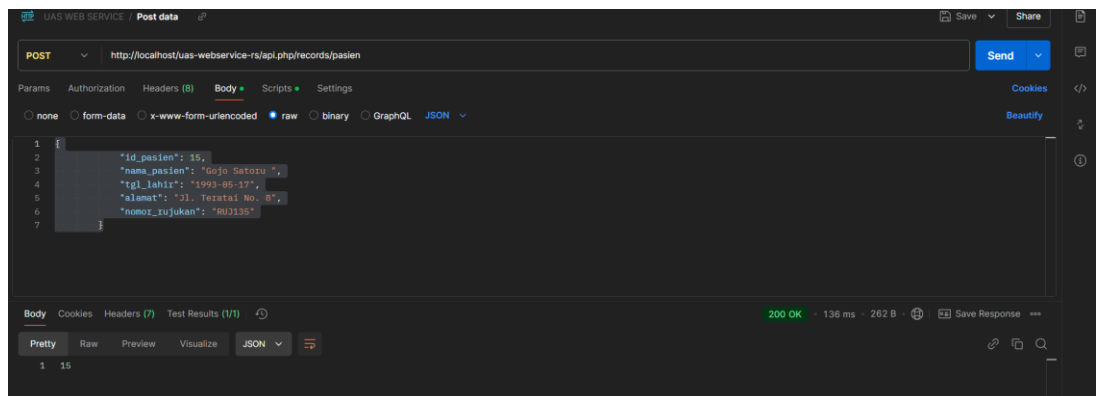 HTTP UAS WEB SERVICE / Post data Save Share
POST http://localhost/uas-webservice-rs/api.php/records/pasien Send
Params Authorization Headers (8) Body Scripts Settings Cookies
none form-data x-www-form-urlencoded raw binary GraphQL JSON Beautify
1 {
2 "id_pasien": 15,
3 "nama_pasien": "Gojo Satoru ",
4 "tgl_lahir": "1993-05-17",
5 "alamat": "Jl. Teratai No. 8",
6 "nomor_rujukan": "RUJ135"
7 }
Body Cookies Headers (7) Test Results (1/1) 200 OK 136 ms 262 B Save Response
Pretty Raw Preview Visualize JSON
1 15